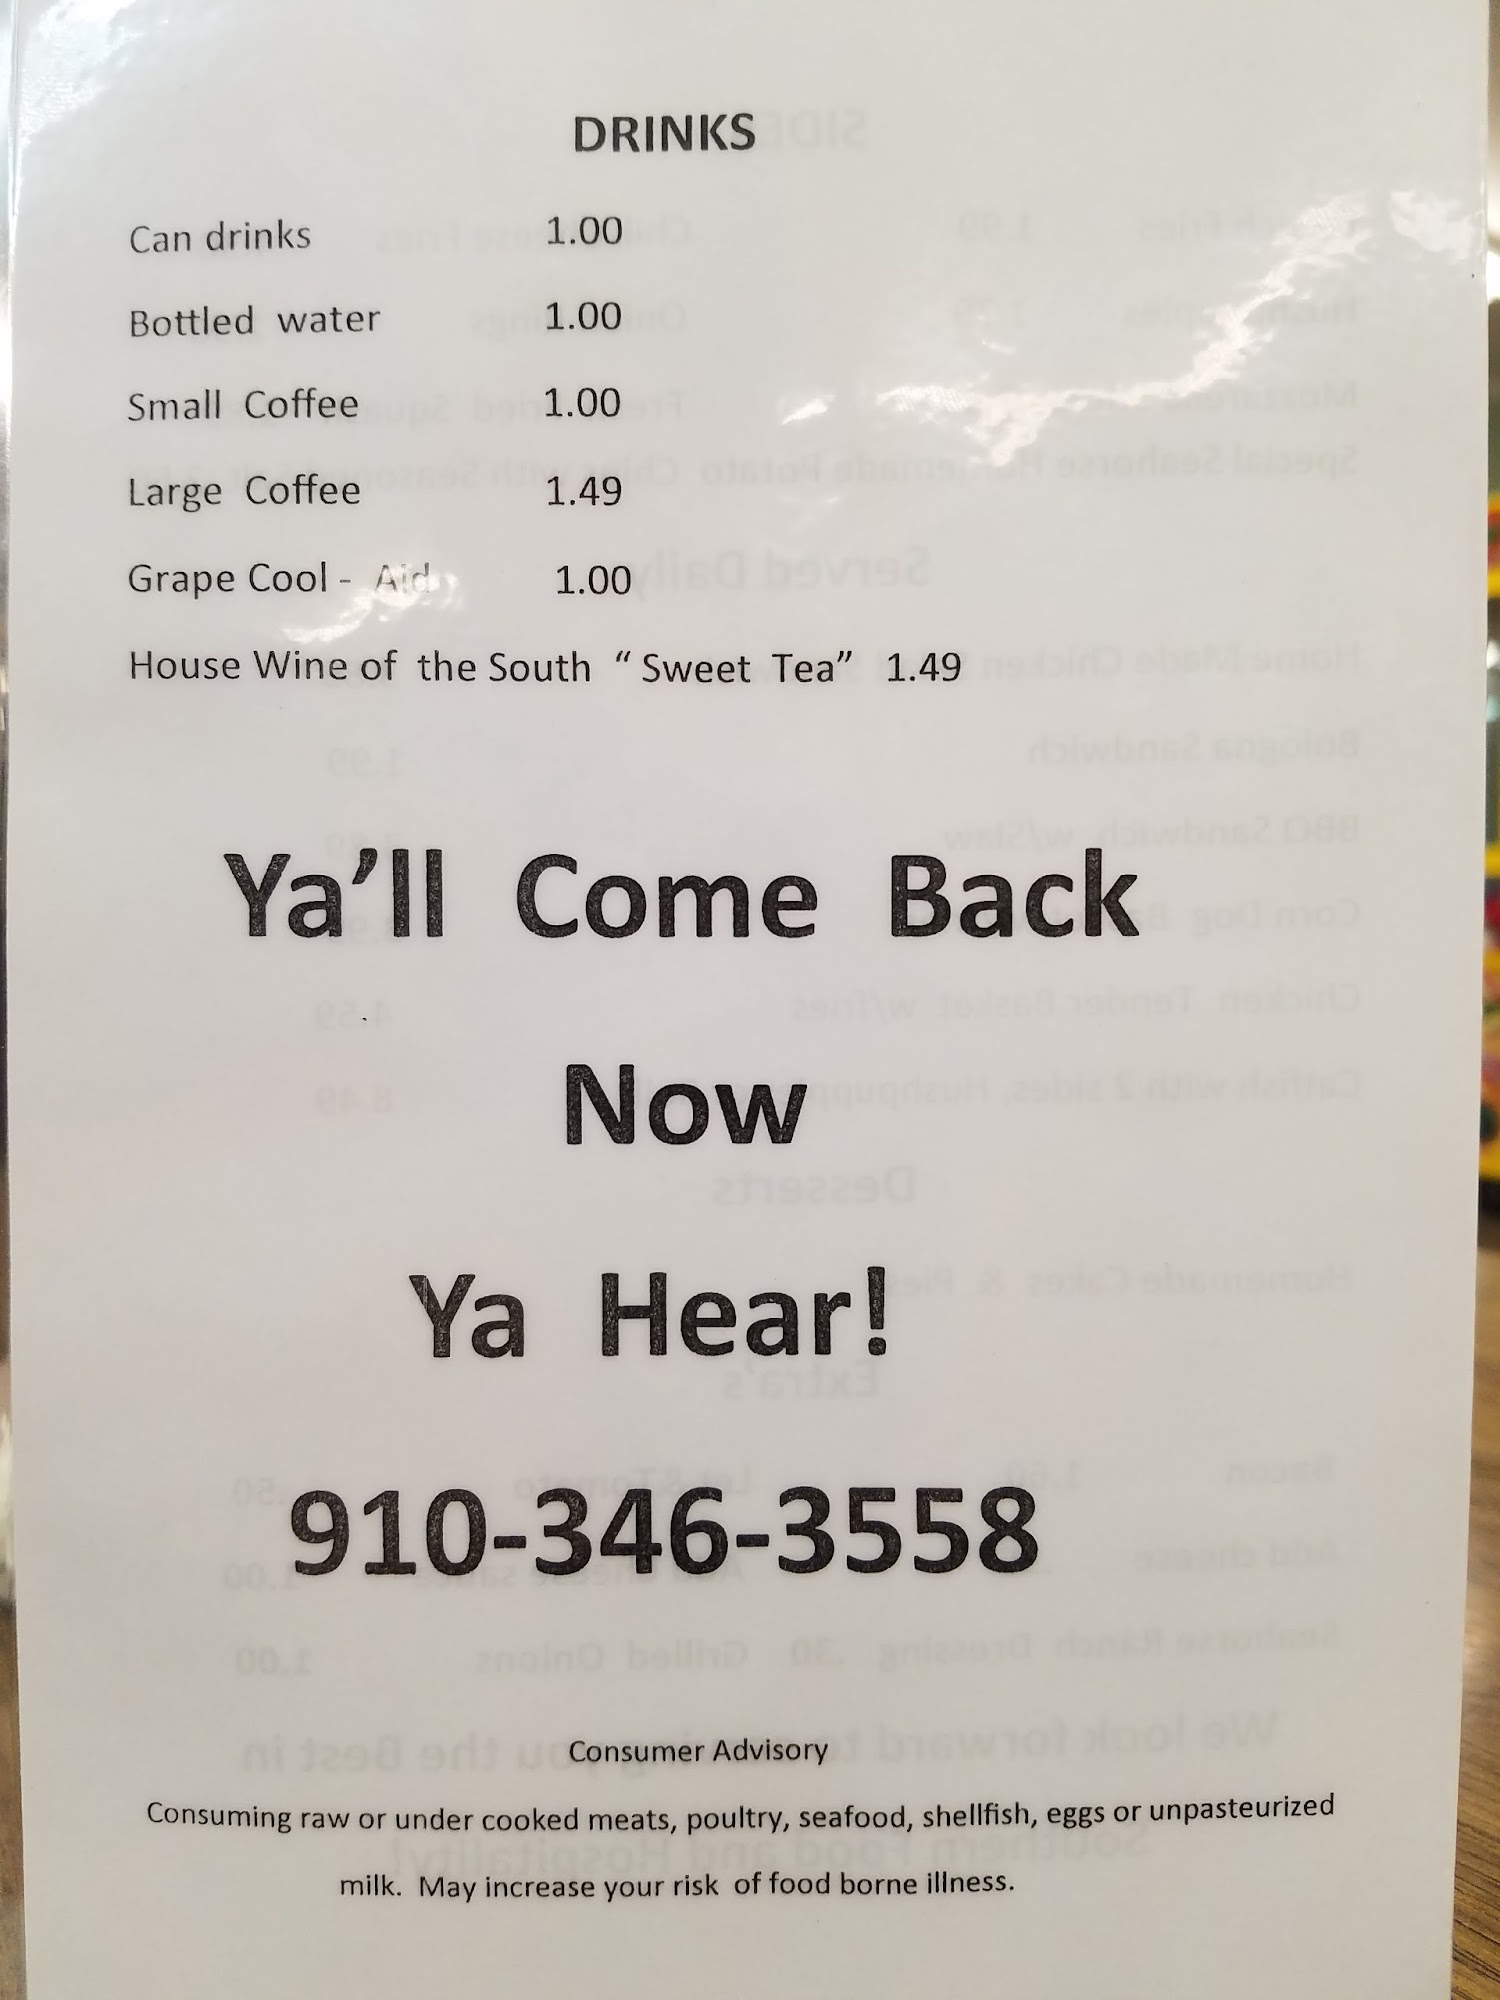 DRINKS
Can drinks 1.00
Bottled water 1.00
Small Coffee 1.00
Large Coffee 1.49
Grape Cool - Aid 1.00
House Wine of the South “ Sweet Tea” 1.49
Ya’ll Come Back
Now
Ya Hear!
910-346-3558
Consumer Advisory
Consuming raw or under cooked meats, poultry, seafood, shellfish, eggs or unpasteurized
milk. May increase your risk of food borne illness.